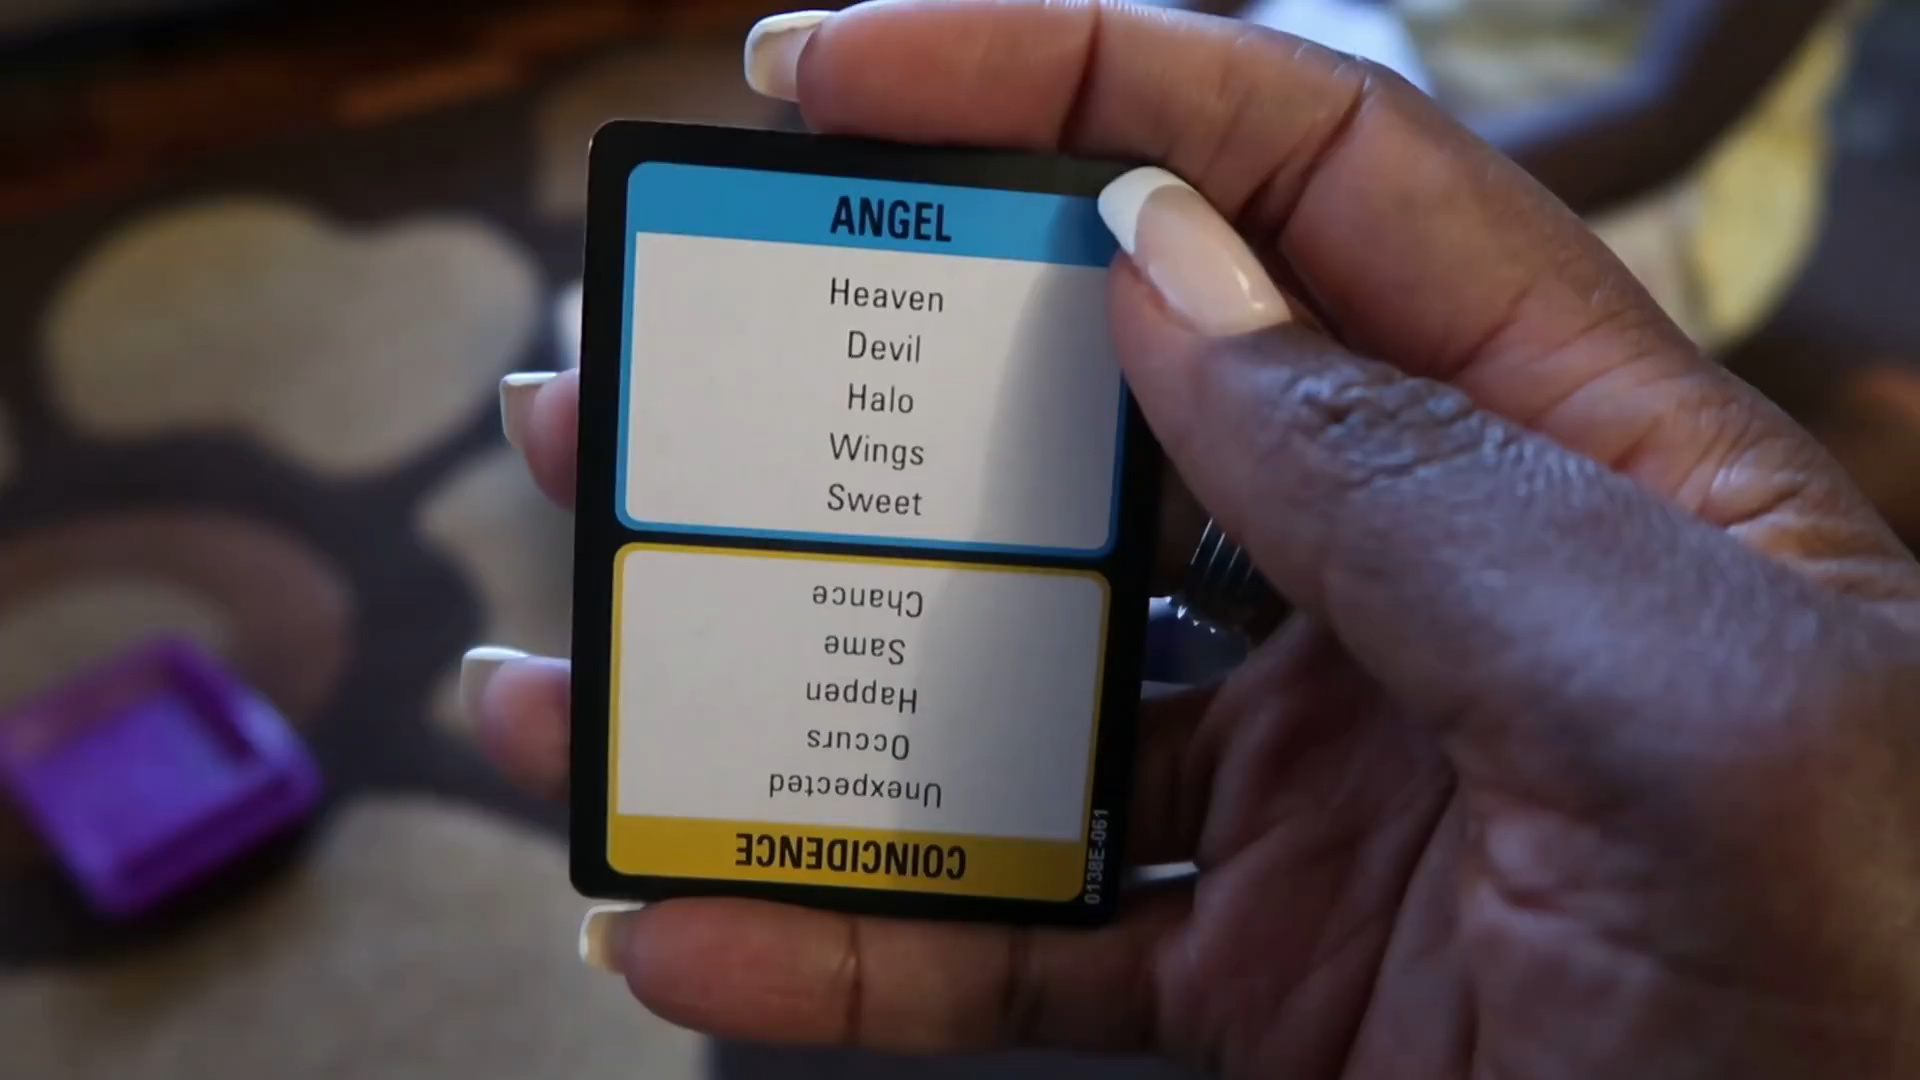 ANGEL
Heaven
Devil
Halo
Wings
Sweet
COINCIDENCE
Unexpected
Occurs
Happen
Same
Chance
0138E-061